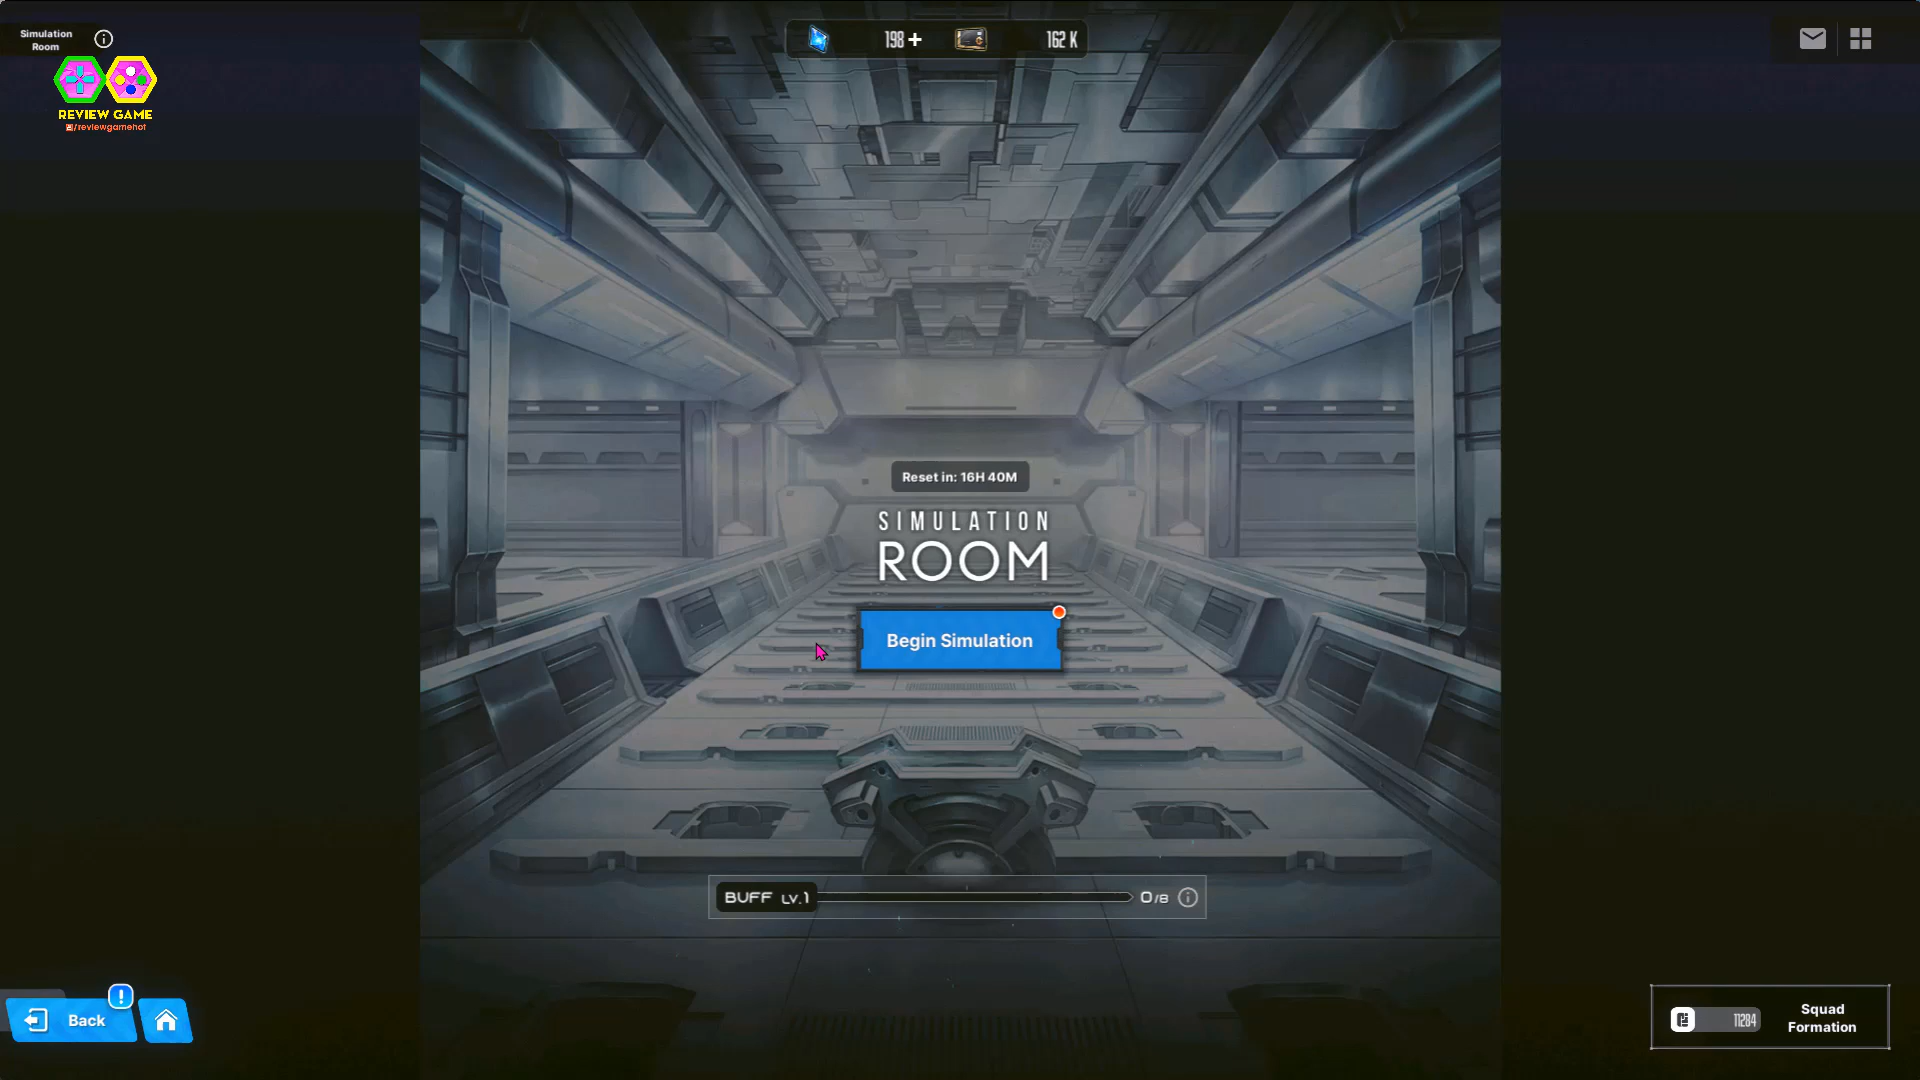 Simulation
Room
198+
162 K
REVIEW GAME
/reviewgamehot
Reset in: 16H 40M
SIMULATION
ROOM
Begin Simulation
BUFF LV.1
0/8
Back
11284
Squad
Formation